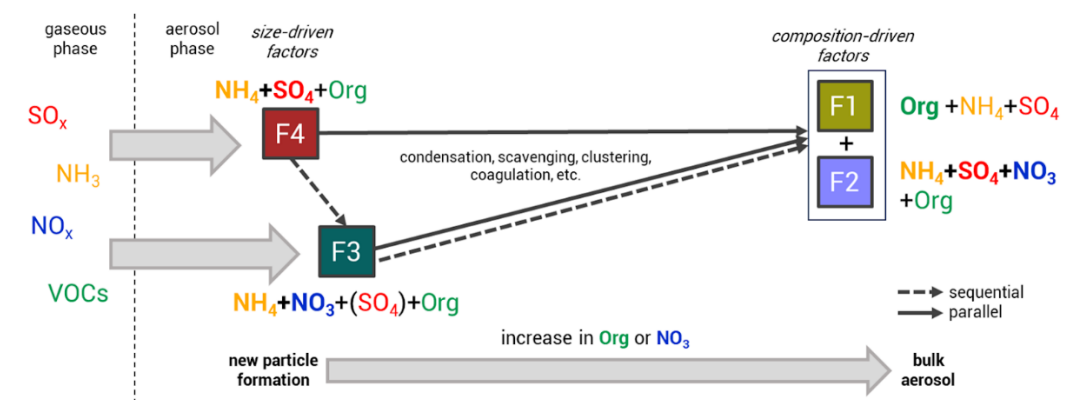 gaseous
phase
aerosol
phase
size-driven
factors
composition-driven
factors
NH₄+SO₄+Org
SOₓ
F4
F1
Org +NH₄+SO₄
+
condensation, scavenging, clustering,
coagulation, etc.
NH₃
F2
NH₄+SO₄+NO₃
+Org
NOₓ
F3
VOCs
NH₄+NO₃+(SO₄)+Org
sequential
parallel
increase in Org or NO₃
new particle
formation
bulk
aerosol